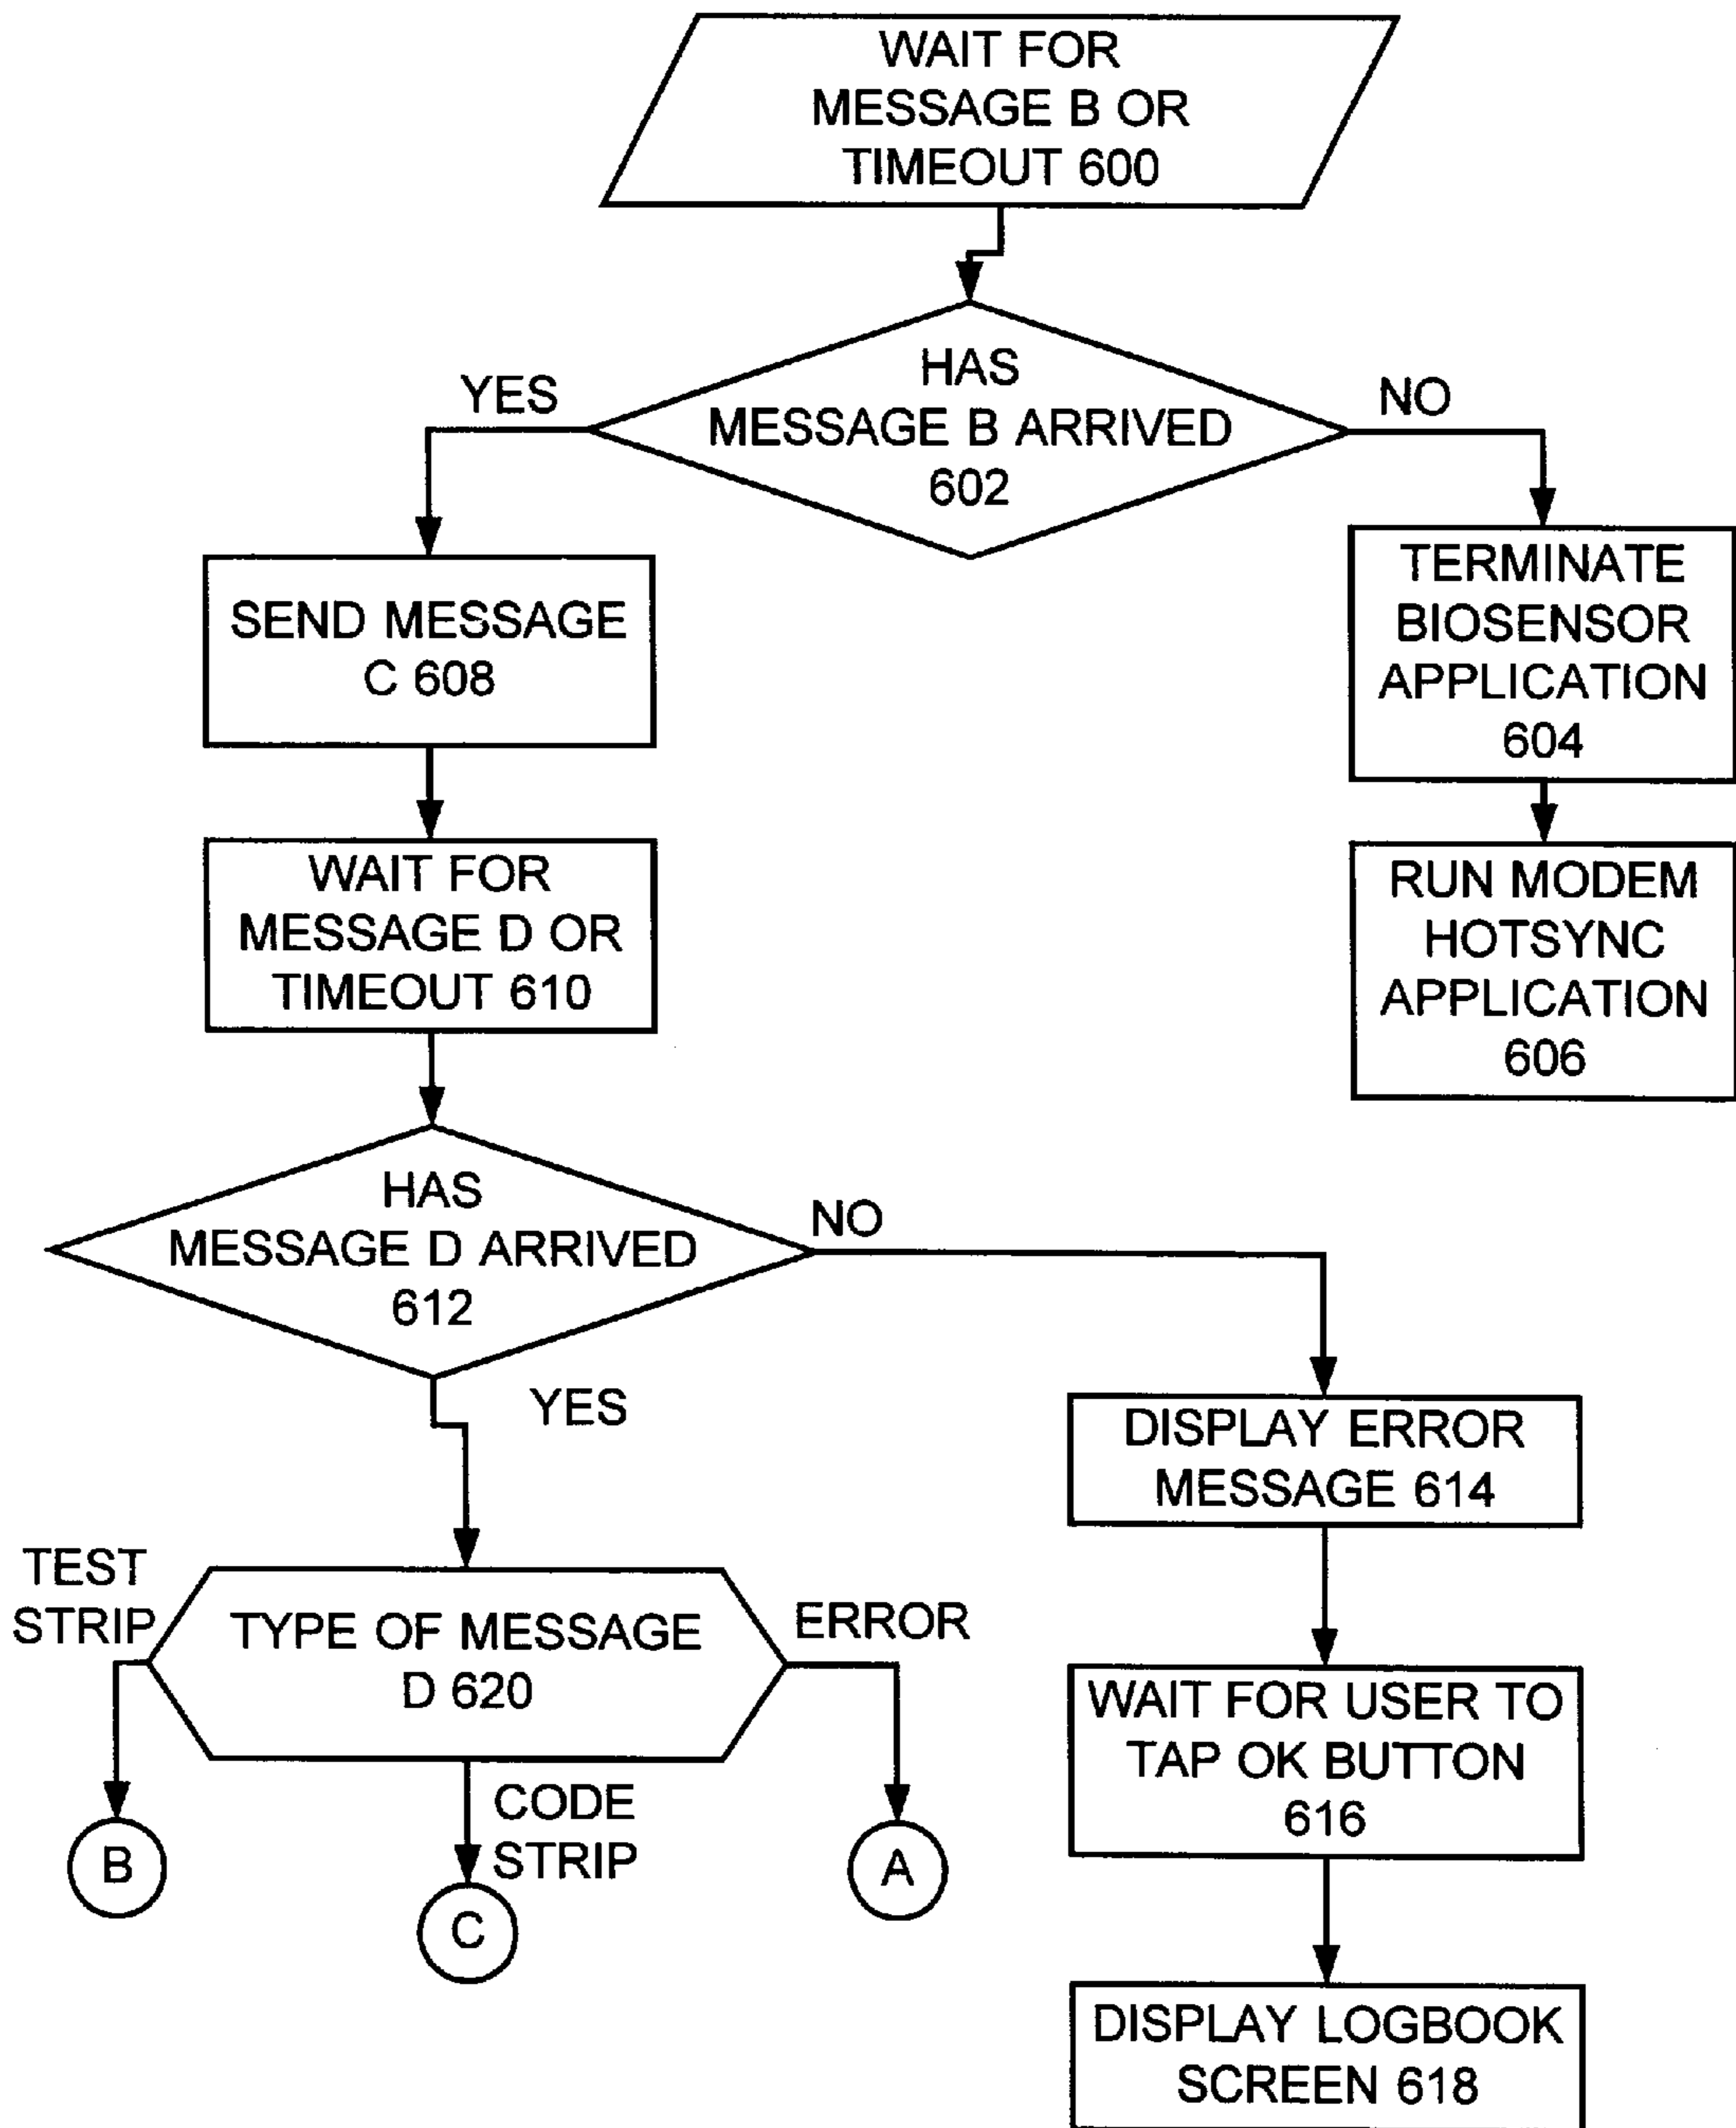 WAIT FOR
MESSAGE B OR
TIMEOUT 600
HAS
MESSAGE B ARRIVED
602
YES
NO
SEND MESSAGE
C 608
TERMINATE
BIOSENSOR
APPLICATION
604
WAIT FOR
MESSAGE D OR
TIMEOUT 610
RUN MODEM
HOTSYNC
APPLICATION
606
HAS
MESSAGE D ARRIVED
612
NO
YES
DISPLAY ERROR
MESSAGE 614
TEST
STRIP
TYPE OF MESSAGE
D 620
ERROR
WAIT FOR USER TO
TAP OK BUTTON
616
CODE
STRIP
B
C
A
DISPLAY LOGBOOK
SCREEN 618